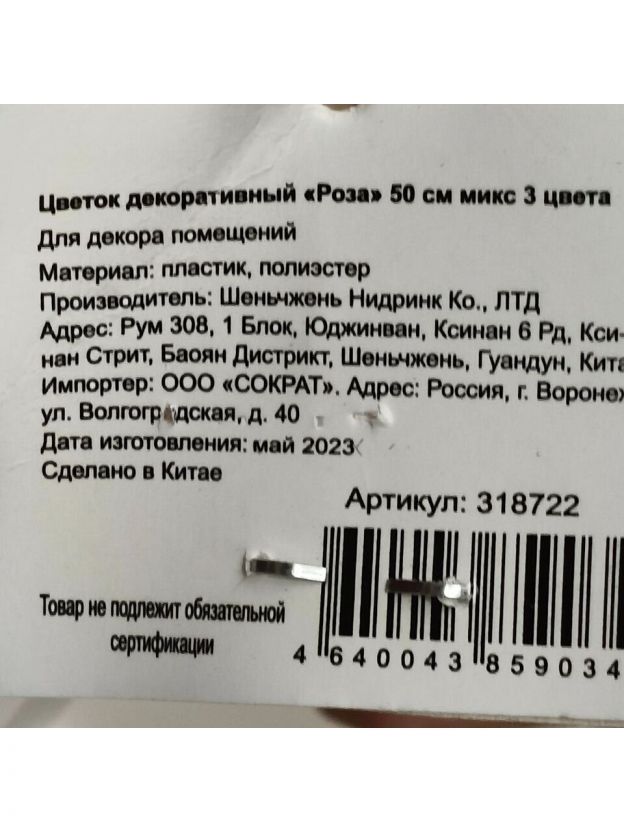 Цветок декоративный «Роза» 50 см микс 3 цвета
Для декора помещений
Материал: пластик, полиэстер
Производитель: Шеньчжень Нидринк Ко., ЛТД
Адрес: Рум 308, 1 Блок, Юджинван, Ксинан 6 Рд, Кси-
нан Стрит, Баоян Дистрикт, Шеньчжень, Гуандун, Кита
Импортер: ООО «СОКРАТ». Адрес: Россия, г. Воронеж
ул. Волгоградская, д. 40
Дата изготовления: май 2023
Сделано в Китае
Артикул: 318722
Товар не подлежит обязательной
сертификации
4 640043 859034